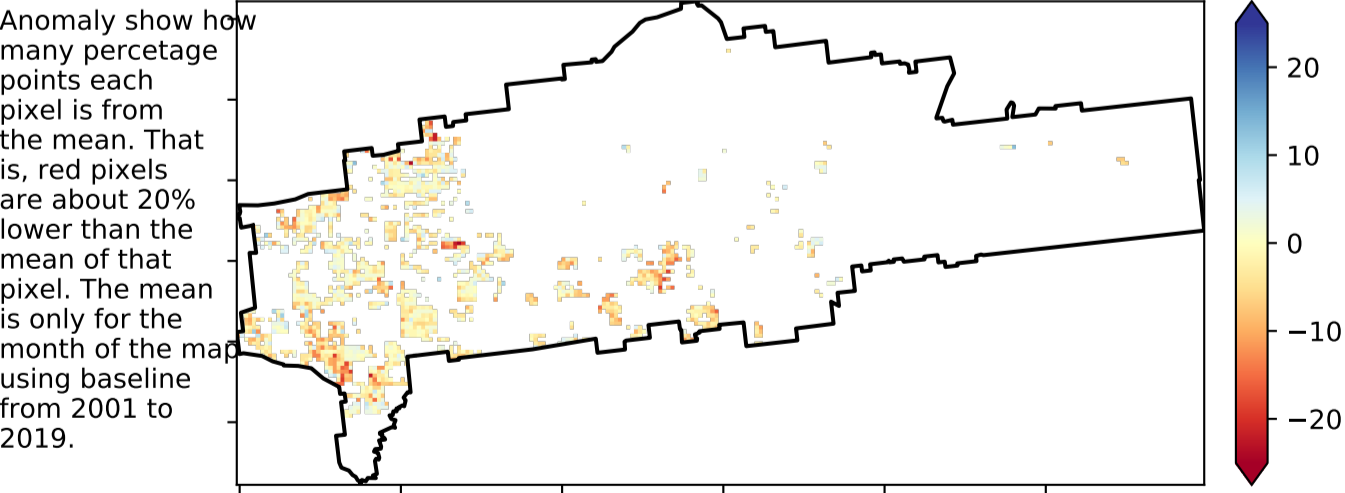 Anomaly show how
many percetage
points each
pixel is from
the mean. That
is, red pixels
are about 20%
lower than the
mean of that
pixel. The mean
is only for the
month of the map
using baseline
from 2001 to
2019.
20
10
0
−10
−20